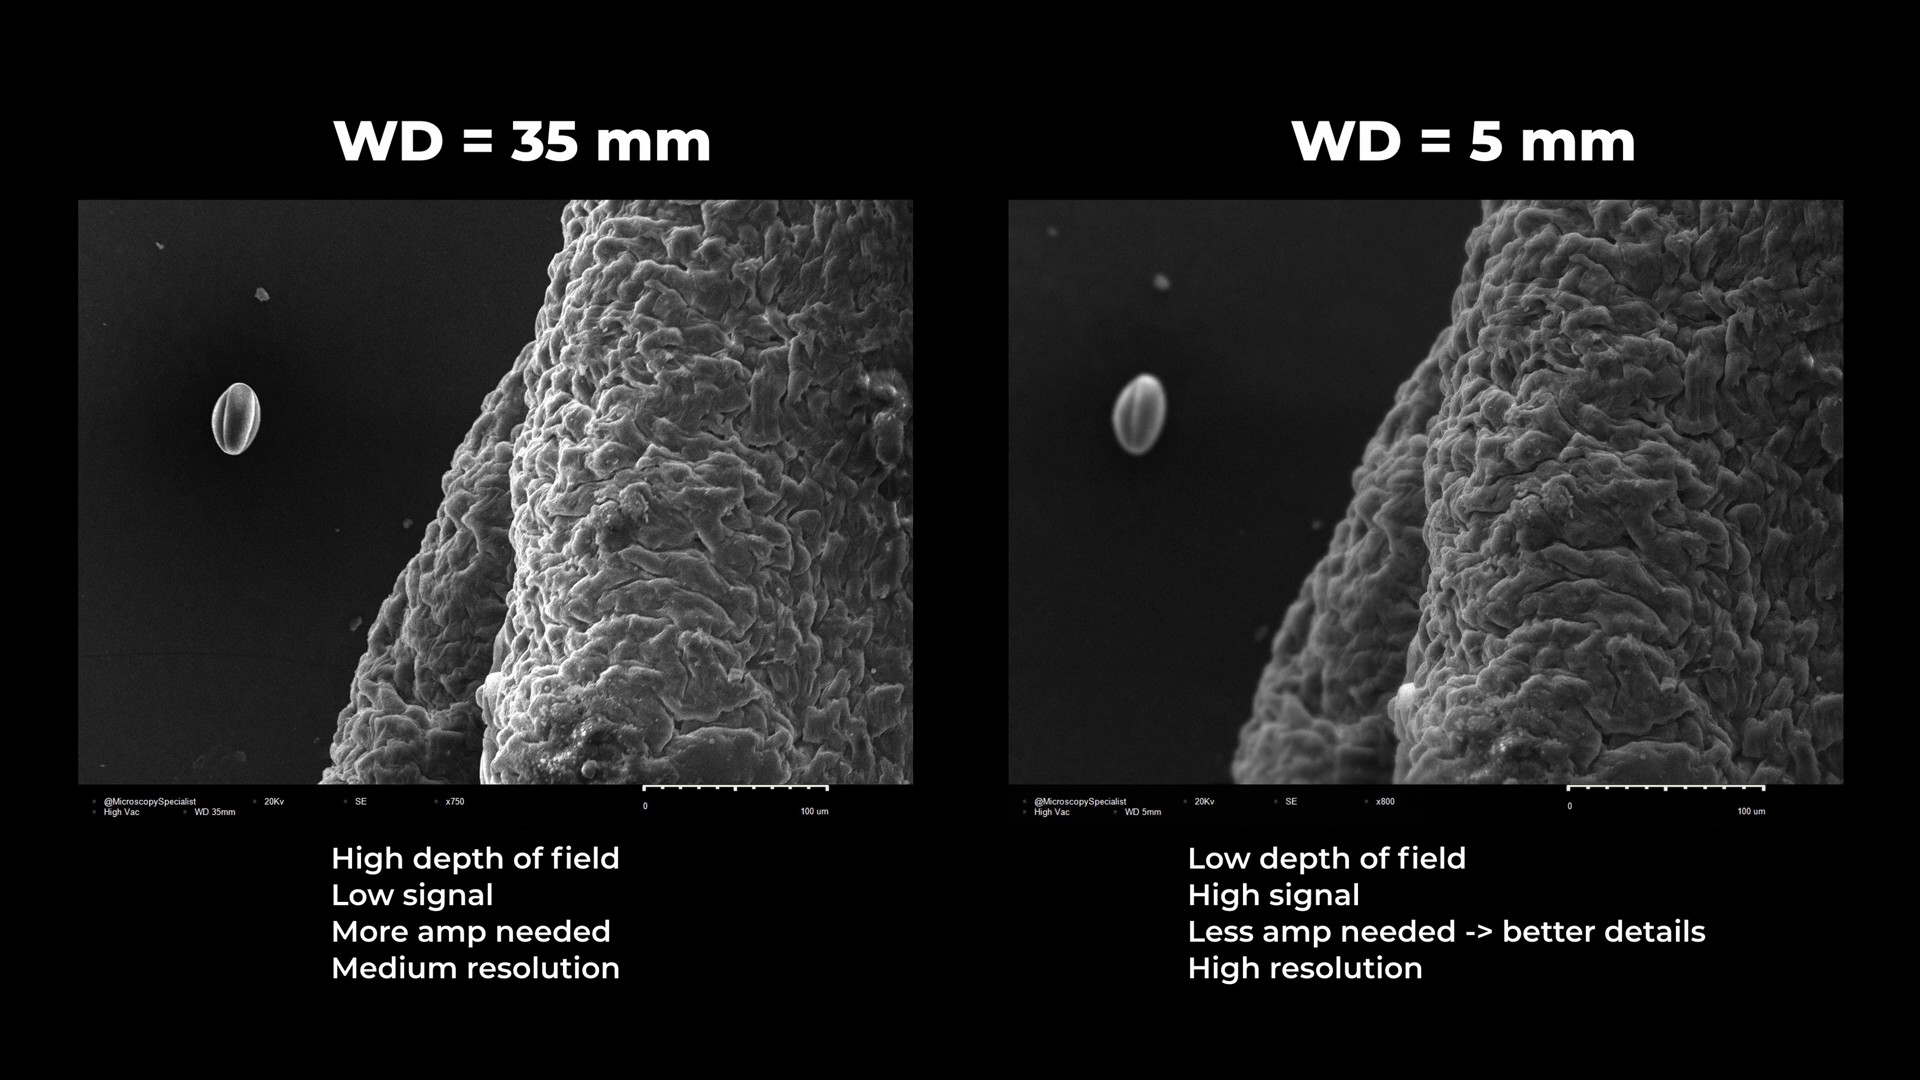 WD = 35 mm
@MicroscopySpecialist 20Kv SE x750
High Vac WD 35mm
0
100 um
High depth of field
Low signal
More amp needed
Medium resolution
WD = 5 mm
@MicroscopySpecialist 20Kv SE x800
High Vac WD 5mm
0
100 um
Low depth of field
High signal
Less amp needed -> better details
High resolution